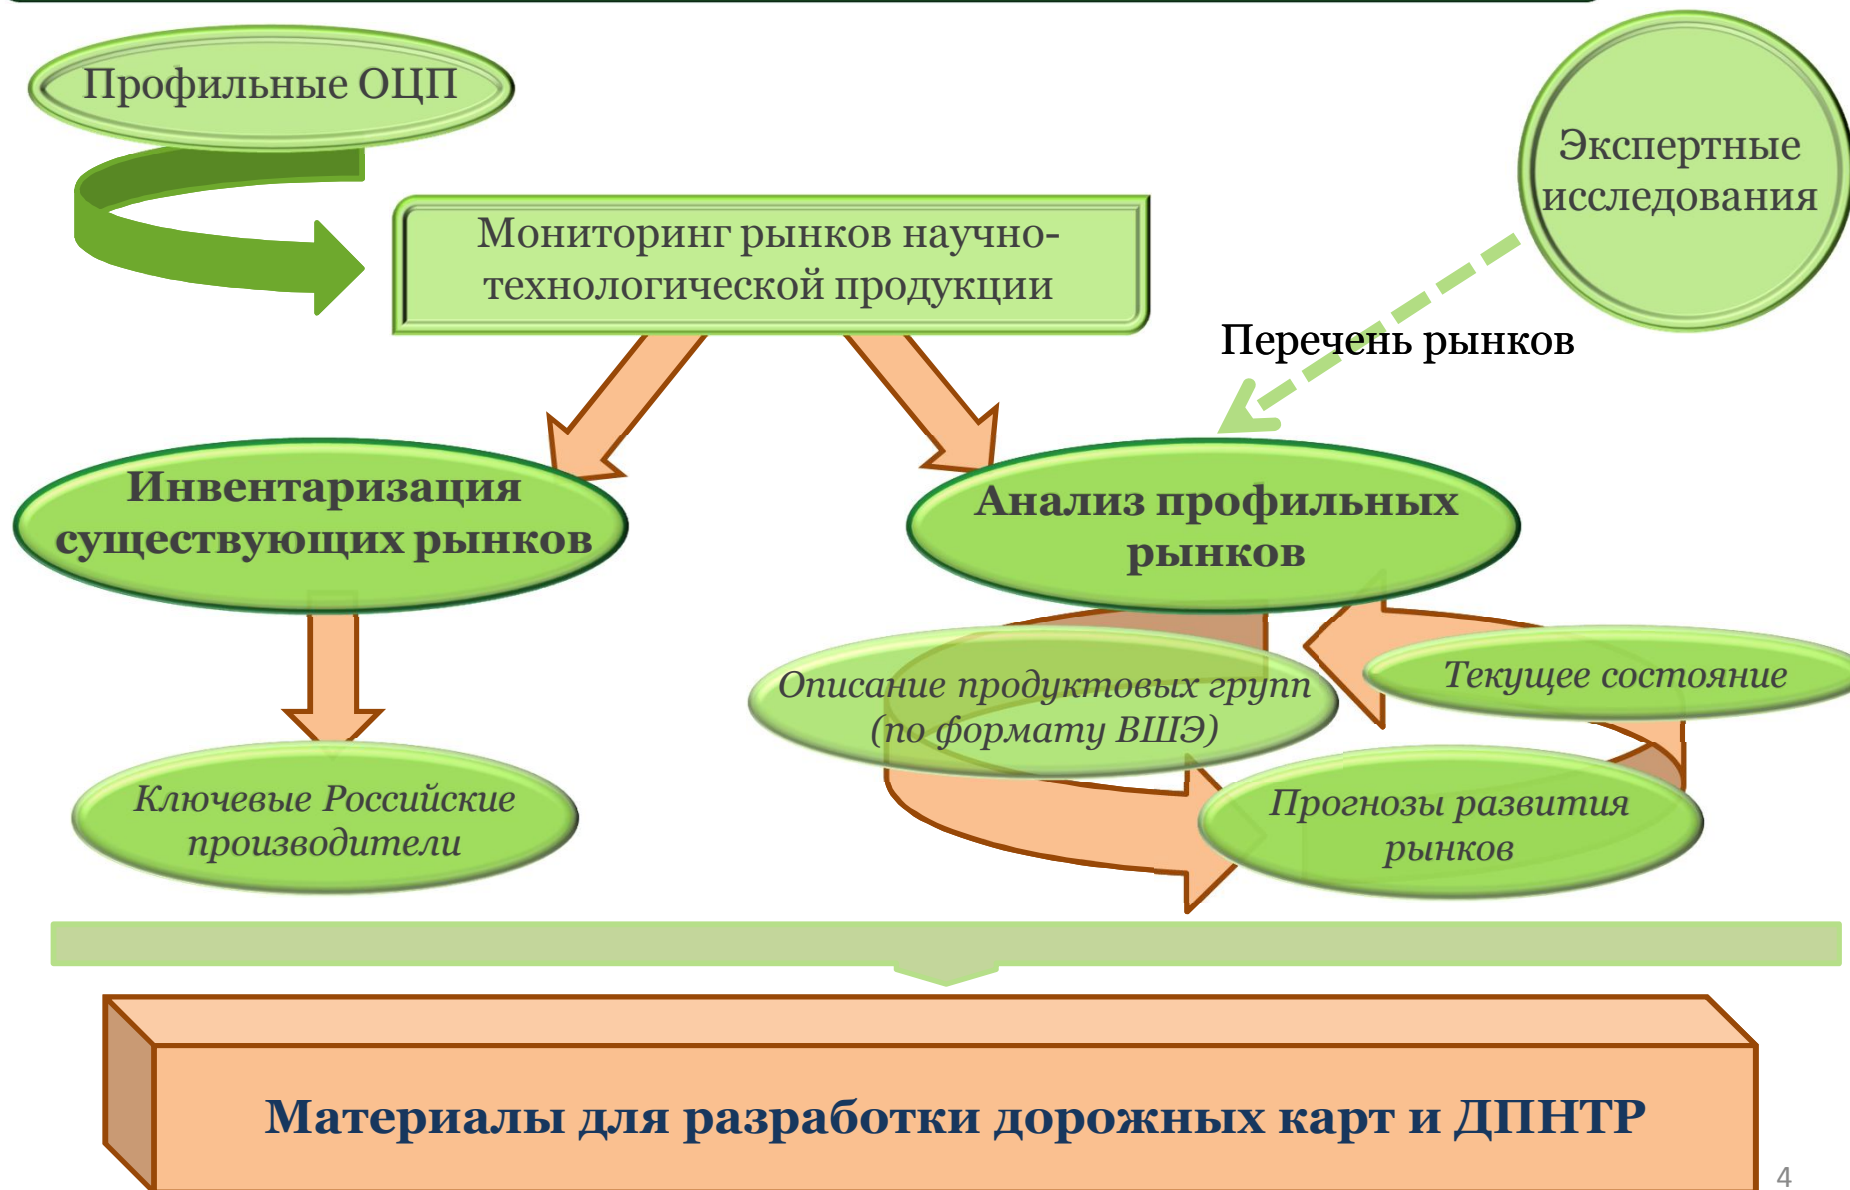 Профильные ОЦП
Экспертные
исследования
Мониторинг рынков научно-
технологической продукции
Перечень рынков
Инвентаризация
существующих рынков
Анализ профильных
рынков
Описание продуктовых групп
(по формату ВШЭ)
Текущее состояние
Ключевые Российские
производители
Прогнозы развития
рынков
Материалы для разработки дорожных карт и ДПНТР
4